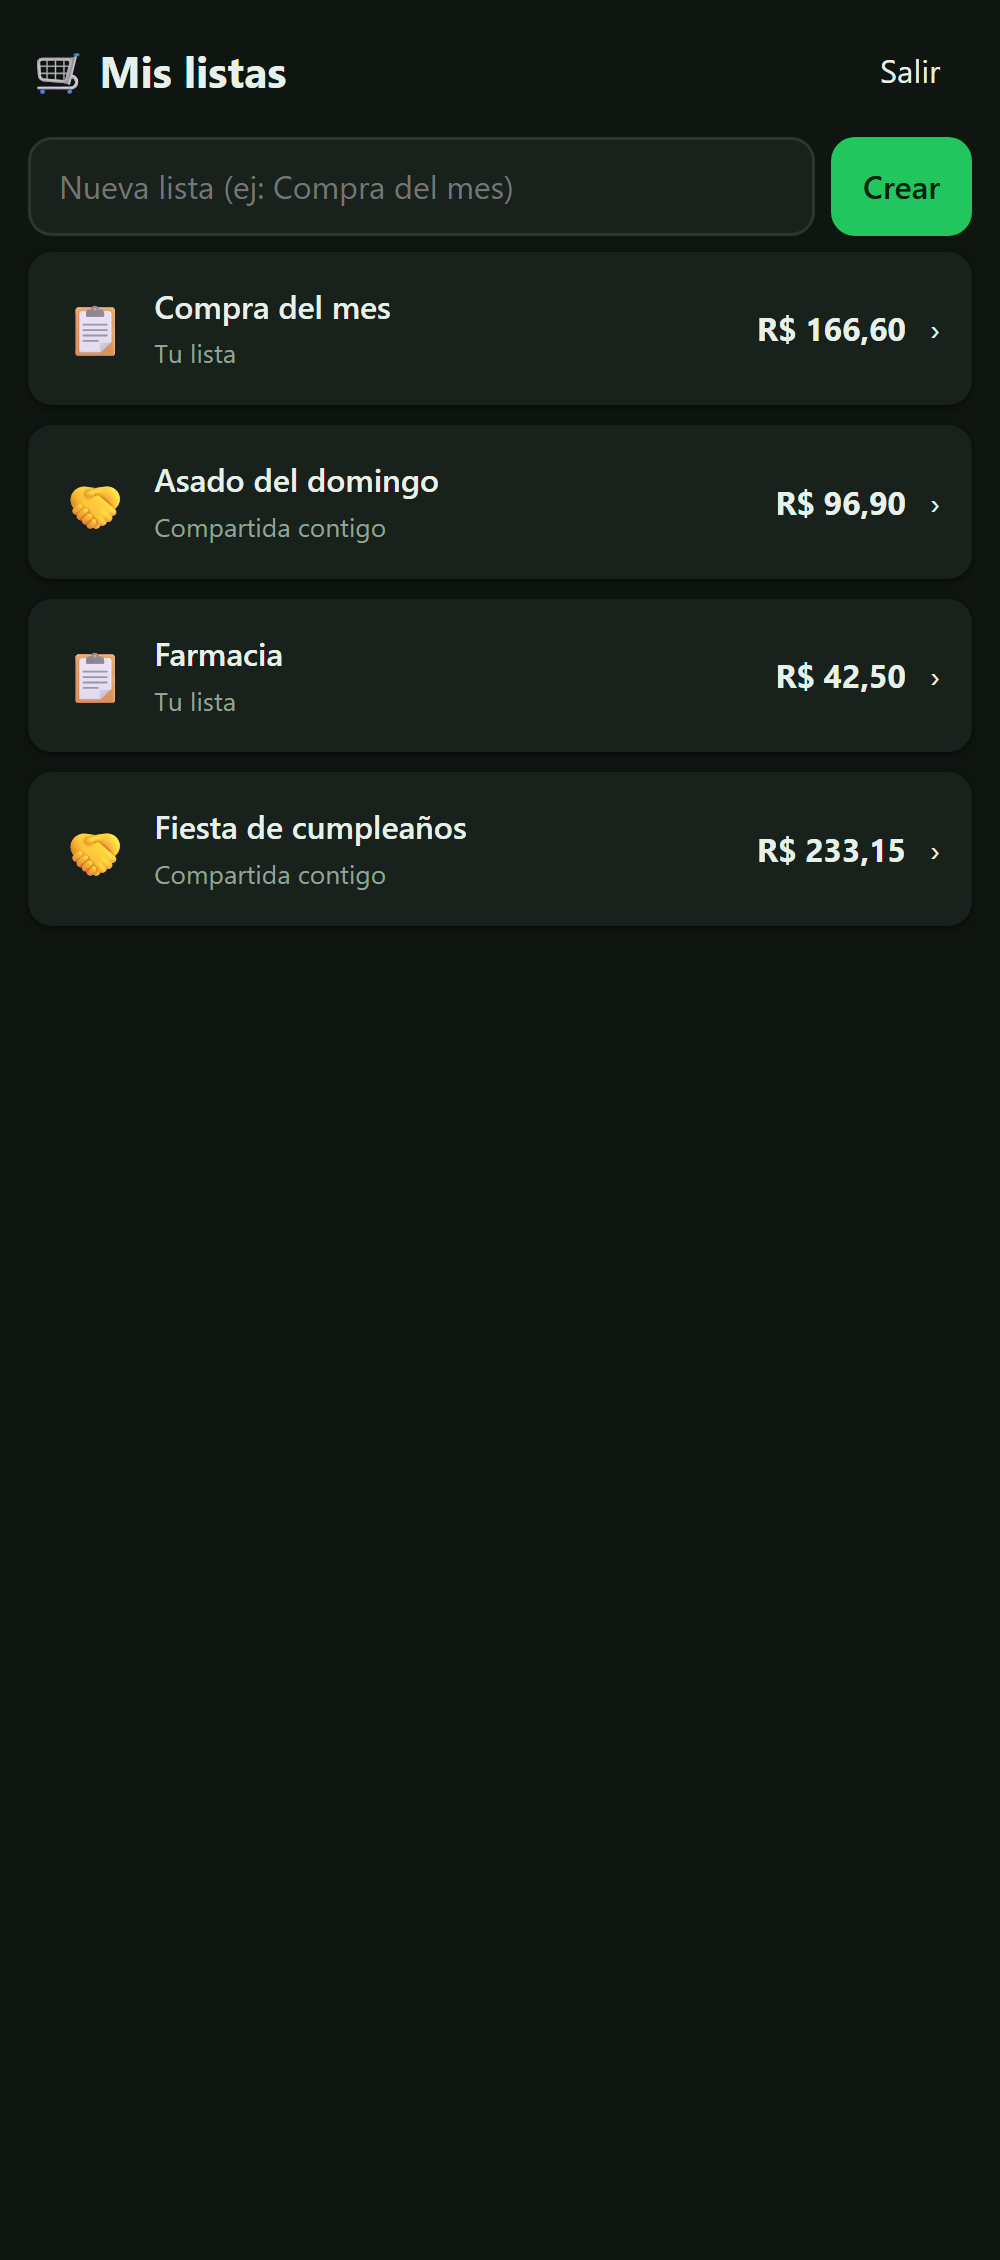 Mis listas
Salir
Nueva lista (ej: Compra del mes)
Crear
Compra del mes
Tu lista
R$ 166,60 ›
Asado del domingo
Compartida contigo
R$ 96,90 ›
Farmacia
Tu lista
R$ 42,50 ›
Fiesta de cumpleaños
Compartida contigo
R$ 233,15 ›